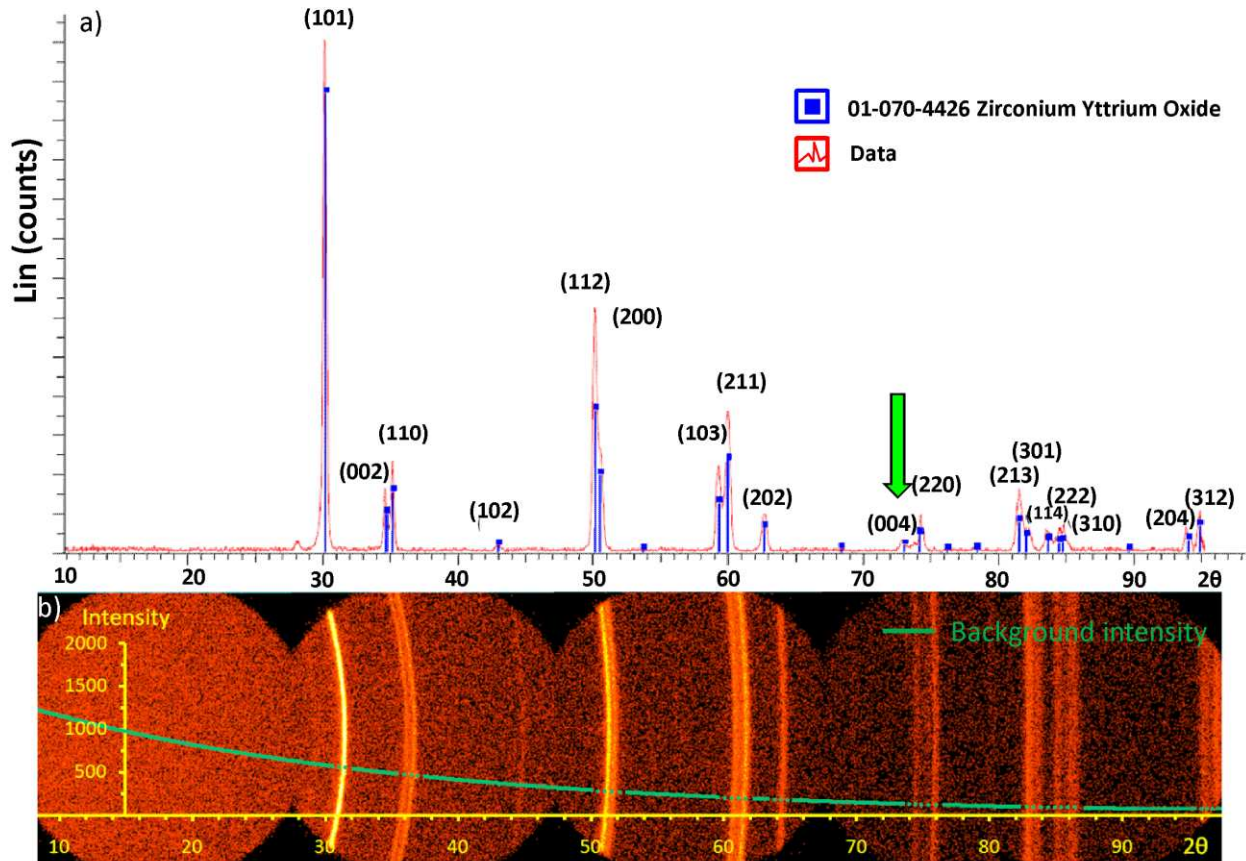 a)
Lin (counts)
(101)
(002)
(110)
(102)
(112)
(200)
(103)
(211)
(202)
(004)
(220)
(213)
(301)
(114)
(222)
(310)
(204)
(312)
01-070-4426 Zirconium Yttrium Oxide
Data
10 20 30 40 50 60 70 80 90 2θ
b)
Intensity
2000
1500
1000
500
Background intensity
10 20 30 40 50 60 70 80 90 2θ